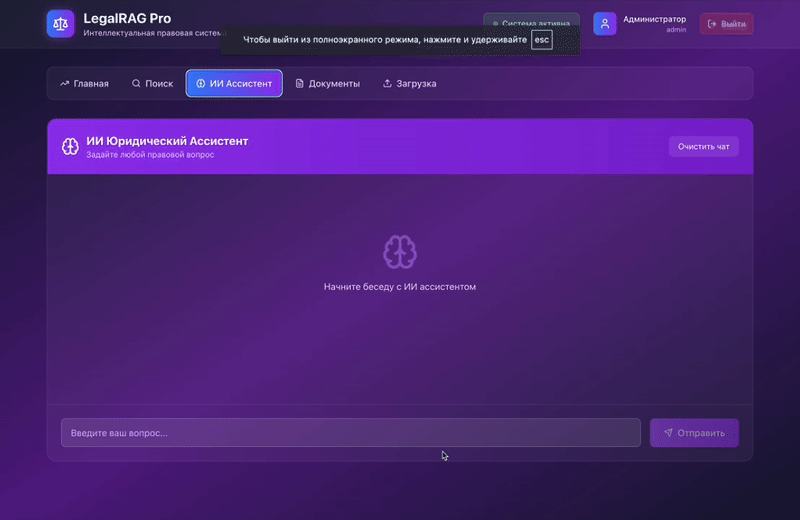 LegalRAG Pro
Интеллектуальная правовая система
Система активна
Администратор
admin
Выйти
Чтобы выйти из полноэкранного режима, нажмите и удерживайте esc
Главная
Поиск
ИИ Ассистент
Документы
Загрузка
ИИ Юридический Ассистент
Задайте любой правовой вопрос
Очистить чат
Начните беседу с ИИ ассистентом
Введите ваш вопрос...
Отправить